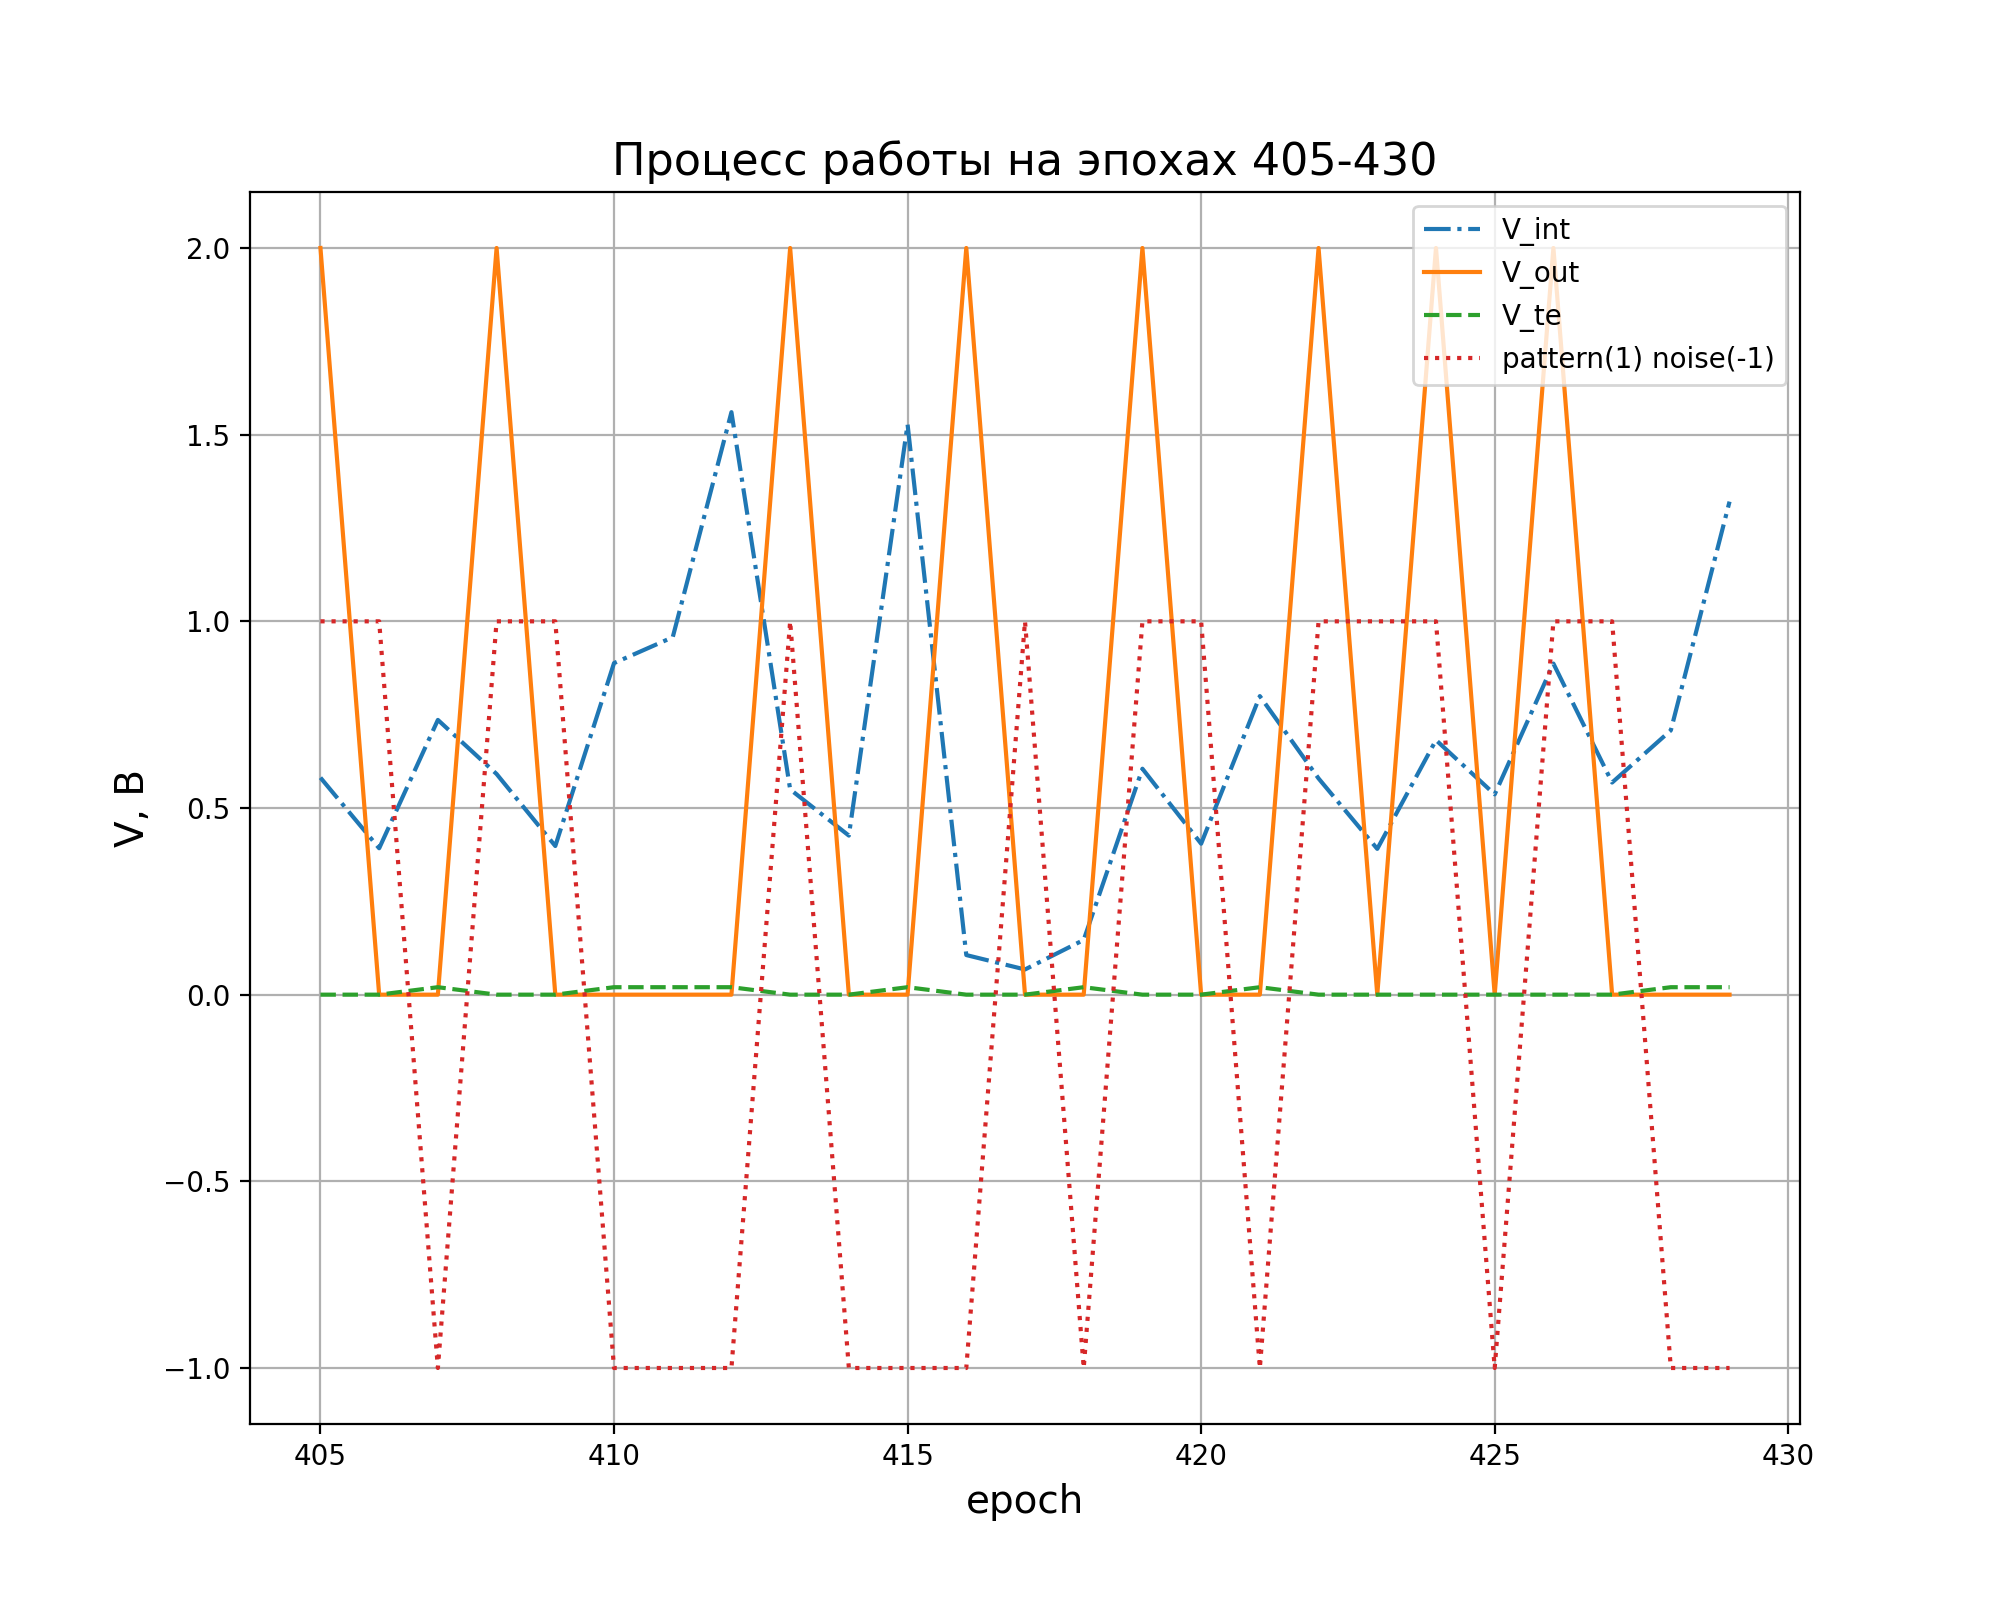 Процесс работы на эпохах 405-430
V_int
V_out
V_te
pattern(1) noise(-1)
V, В
2.0
1.5
1.0
0.5
0.0
−0.5
−1.0
405 410 415 420 425 430
epoch